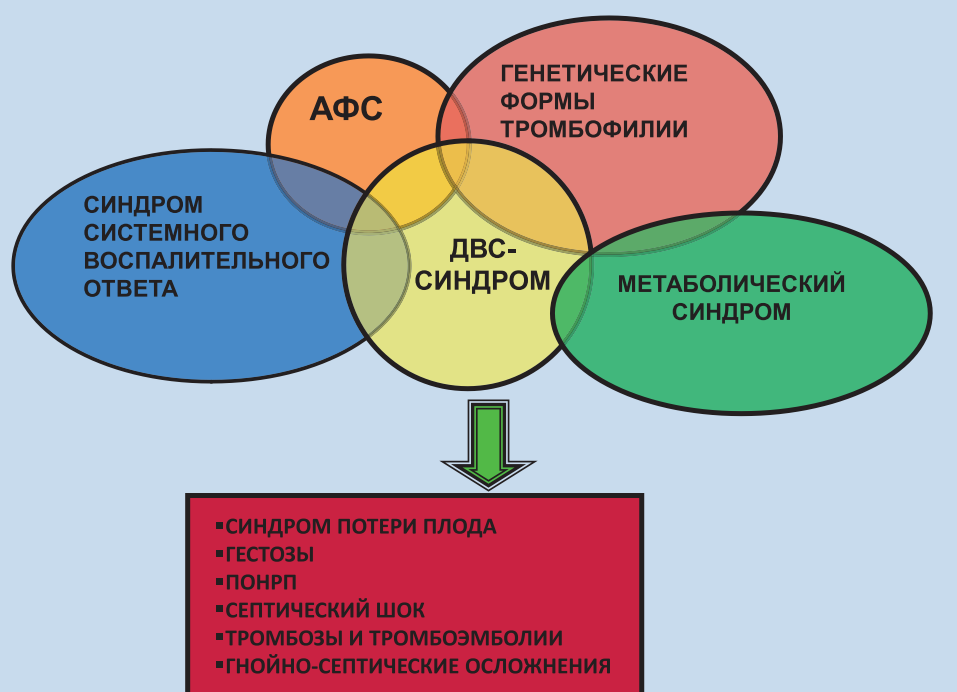 АФС
ГЕНЕТИЧЕСКИЕ
ФОРМЫ
ТРОМБОФИЛИИ
СИНДРОМ
СИСТЕМНОГО
ВОСПАЛИТЕЛЬНОГО
ОТВЕТА
ДВС-
СИНДРОМ
МЕТАБОЛИЧЕСКИЙ
СИНДРОМ
▪СИНДРОМ ПОТЕРИ ПЛОДА
▪ГЕСТОЗЫ
▪ПОНРП
▪СЕПТИЧЕСКИЙ ШОК
▪ТРОМБОЗЫ И ТРОМБОЭМБОЛИИ
▪ГНОЙНО-СЕПТИЧЕСКИЕ ОСЛОЖНЕНИЯ